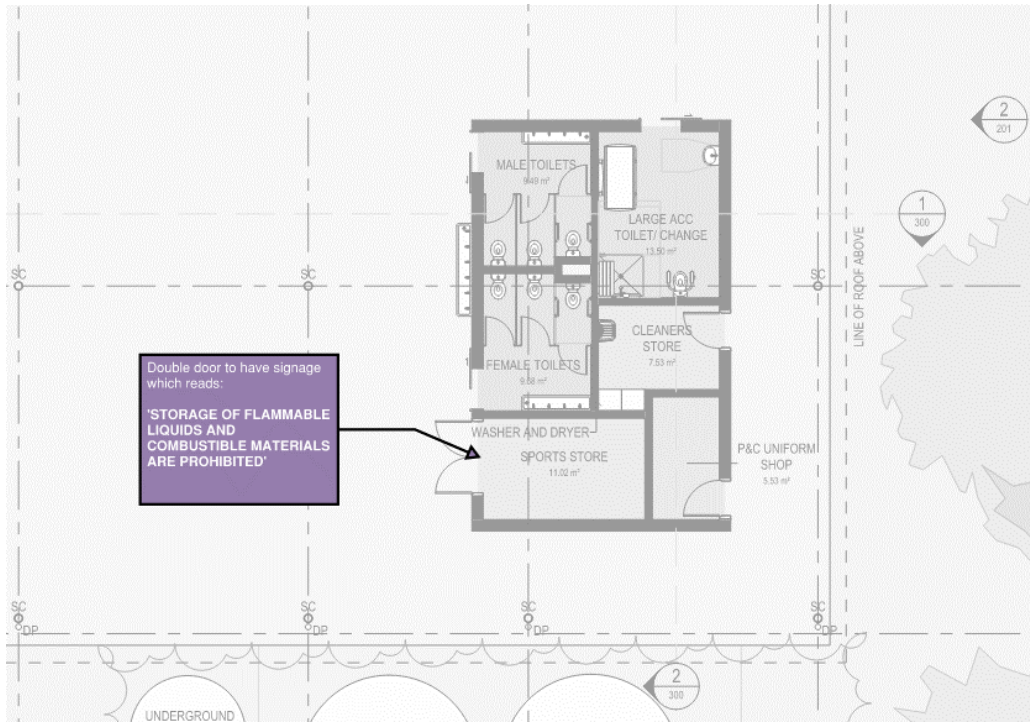 2
201
1
300
MALE TOILETS
9.49 m²
LARGE ACC
TOILET/ CHANGE
13.50 m²
LINE OF ROOF ABOVE
SC
SC
SC
CLEANERS
STORE
7.53 m²
Double door to have signage
which reads:
'STORAGE OF FLAMMABLE
LIQUIDS AND
COMBUSTIBLE MATERIALS
ARE PROHIBITED'
FEMALE TOILETS
9.58 m²
WASHER AND DRYER
SPORTS STORE
11.02 m²
P&C UNIFORM
SHOP
5.53 m²
SC
DP
SC
DP
SC
DP
SC
DP
2
300
UNDERGROUND